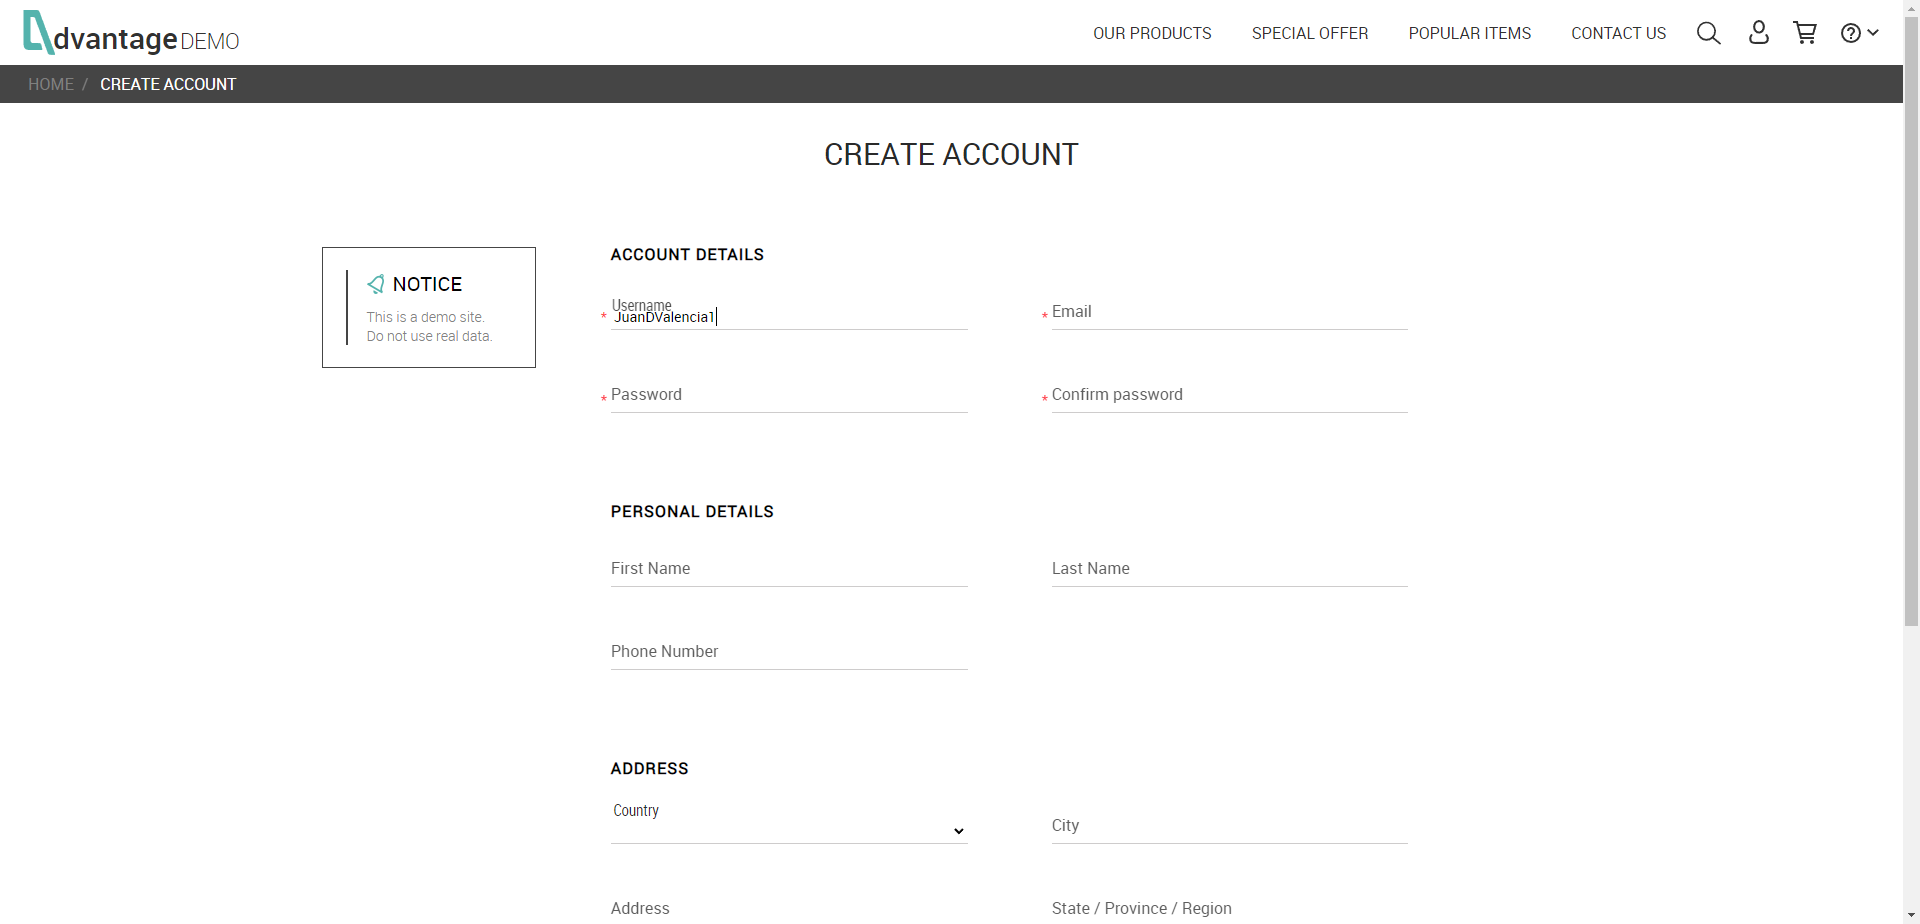 dvantage DEMO
OUR PRODUCTS SPECIAL OFFER POPULAR ITEMS CONTACT US
HOME / CREATE ACCOUNT
CREATE ACCOUNT
NOTICE
This is a demo site.
Do not use real data.
ACCOUNT DETAILS
Username
* JuanDValencia1
* Email
* Password
* Confirm password
PERSONAL DETAILS
First Name
Last Name
Phone Number
ADDRESS
Country
City
Address
State / Province / Region